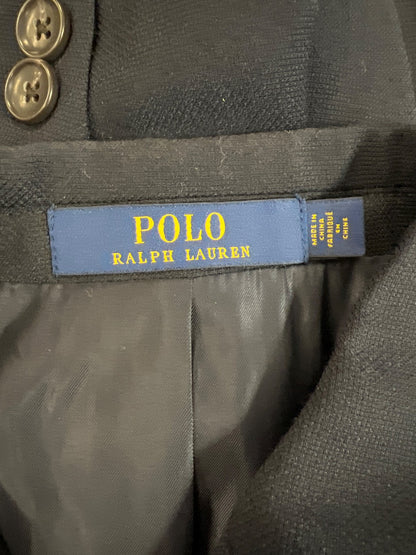 POLO
RALPH LAUREN
MADE IN
CHINA
FABRIQUÉ
EN
CHINE